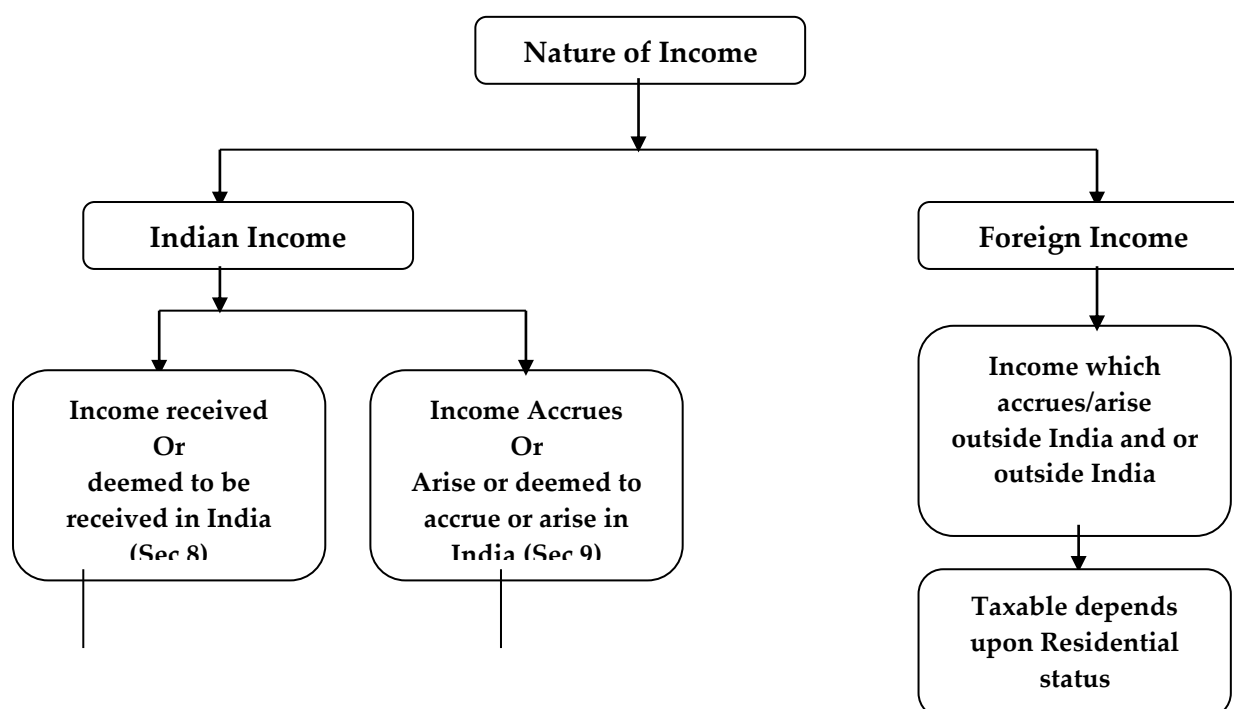 Nature of Income
Indian Income
Foreign Income
Income received
Or
deemed to be
received in India
(Sec 8)
Income Accrues
Or
Arise or deemed to
accrue or arise in
India (Sec 9)
Income which
accrues/arise
outside India and or
outside India
Taxable depends
upon Residential
status